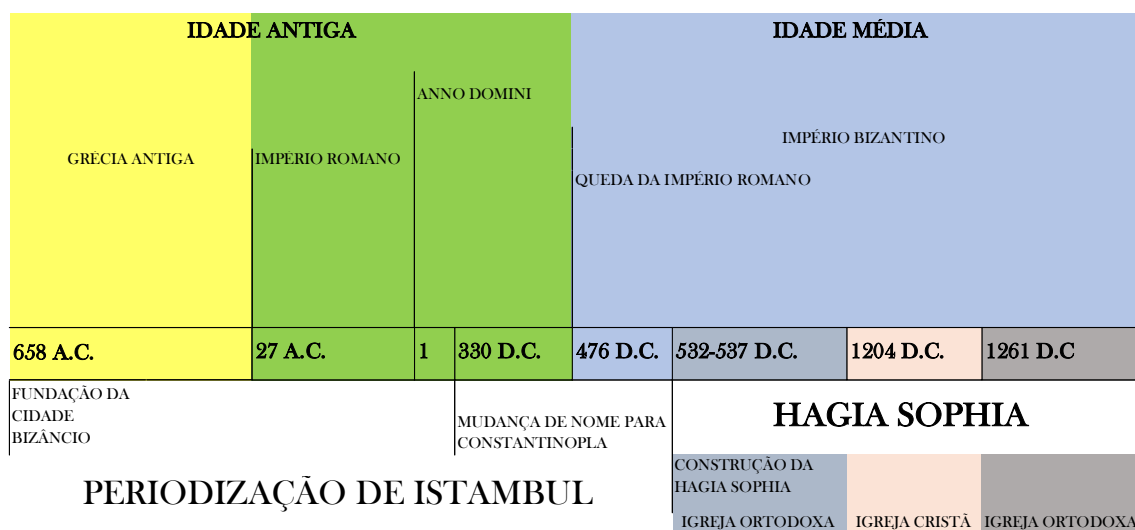 IDADE ANTIGA
IDADE MÉDIA
ANNO DOMINI
IMPÉRIO BIZANTINO
GRÉCIA ANTIGA
IMPÉRIO ROMANO
QUEDA DA IMPÉRIO ROMANO
658 A.C.
27 A.C.
1
330 D.C.
476 D.C.
532-537 D.C.
1204 D.C.
1261 D.C
FUNDAÇÃO DA
CIDADE
BIZÂNCIO
MUDANÇA DE NOME PARA
CONSTANTINOPLA
HAGIA SOPHIA
PERIODIZAÇÃO DE ISTAMBUL
CONSTRUÇÃO DA
HAGIA SOPHIA
IGREJA ORTODOXA
IGREJA CRISTÃ
IGREJA ORTODOXA